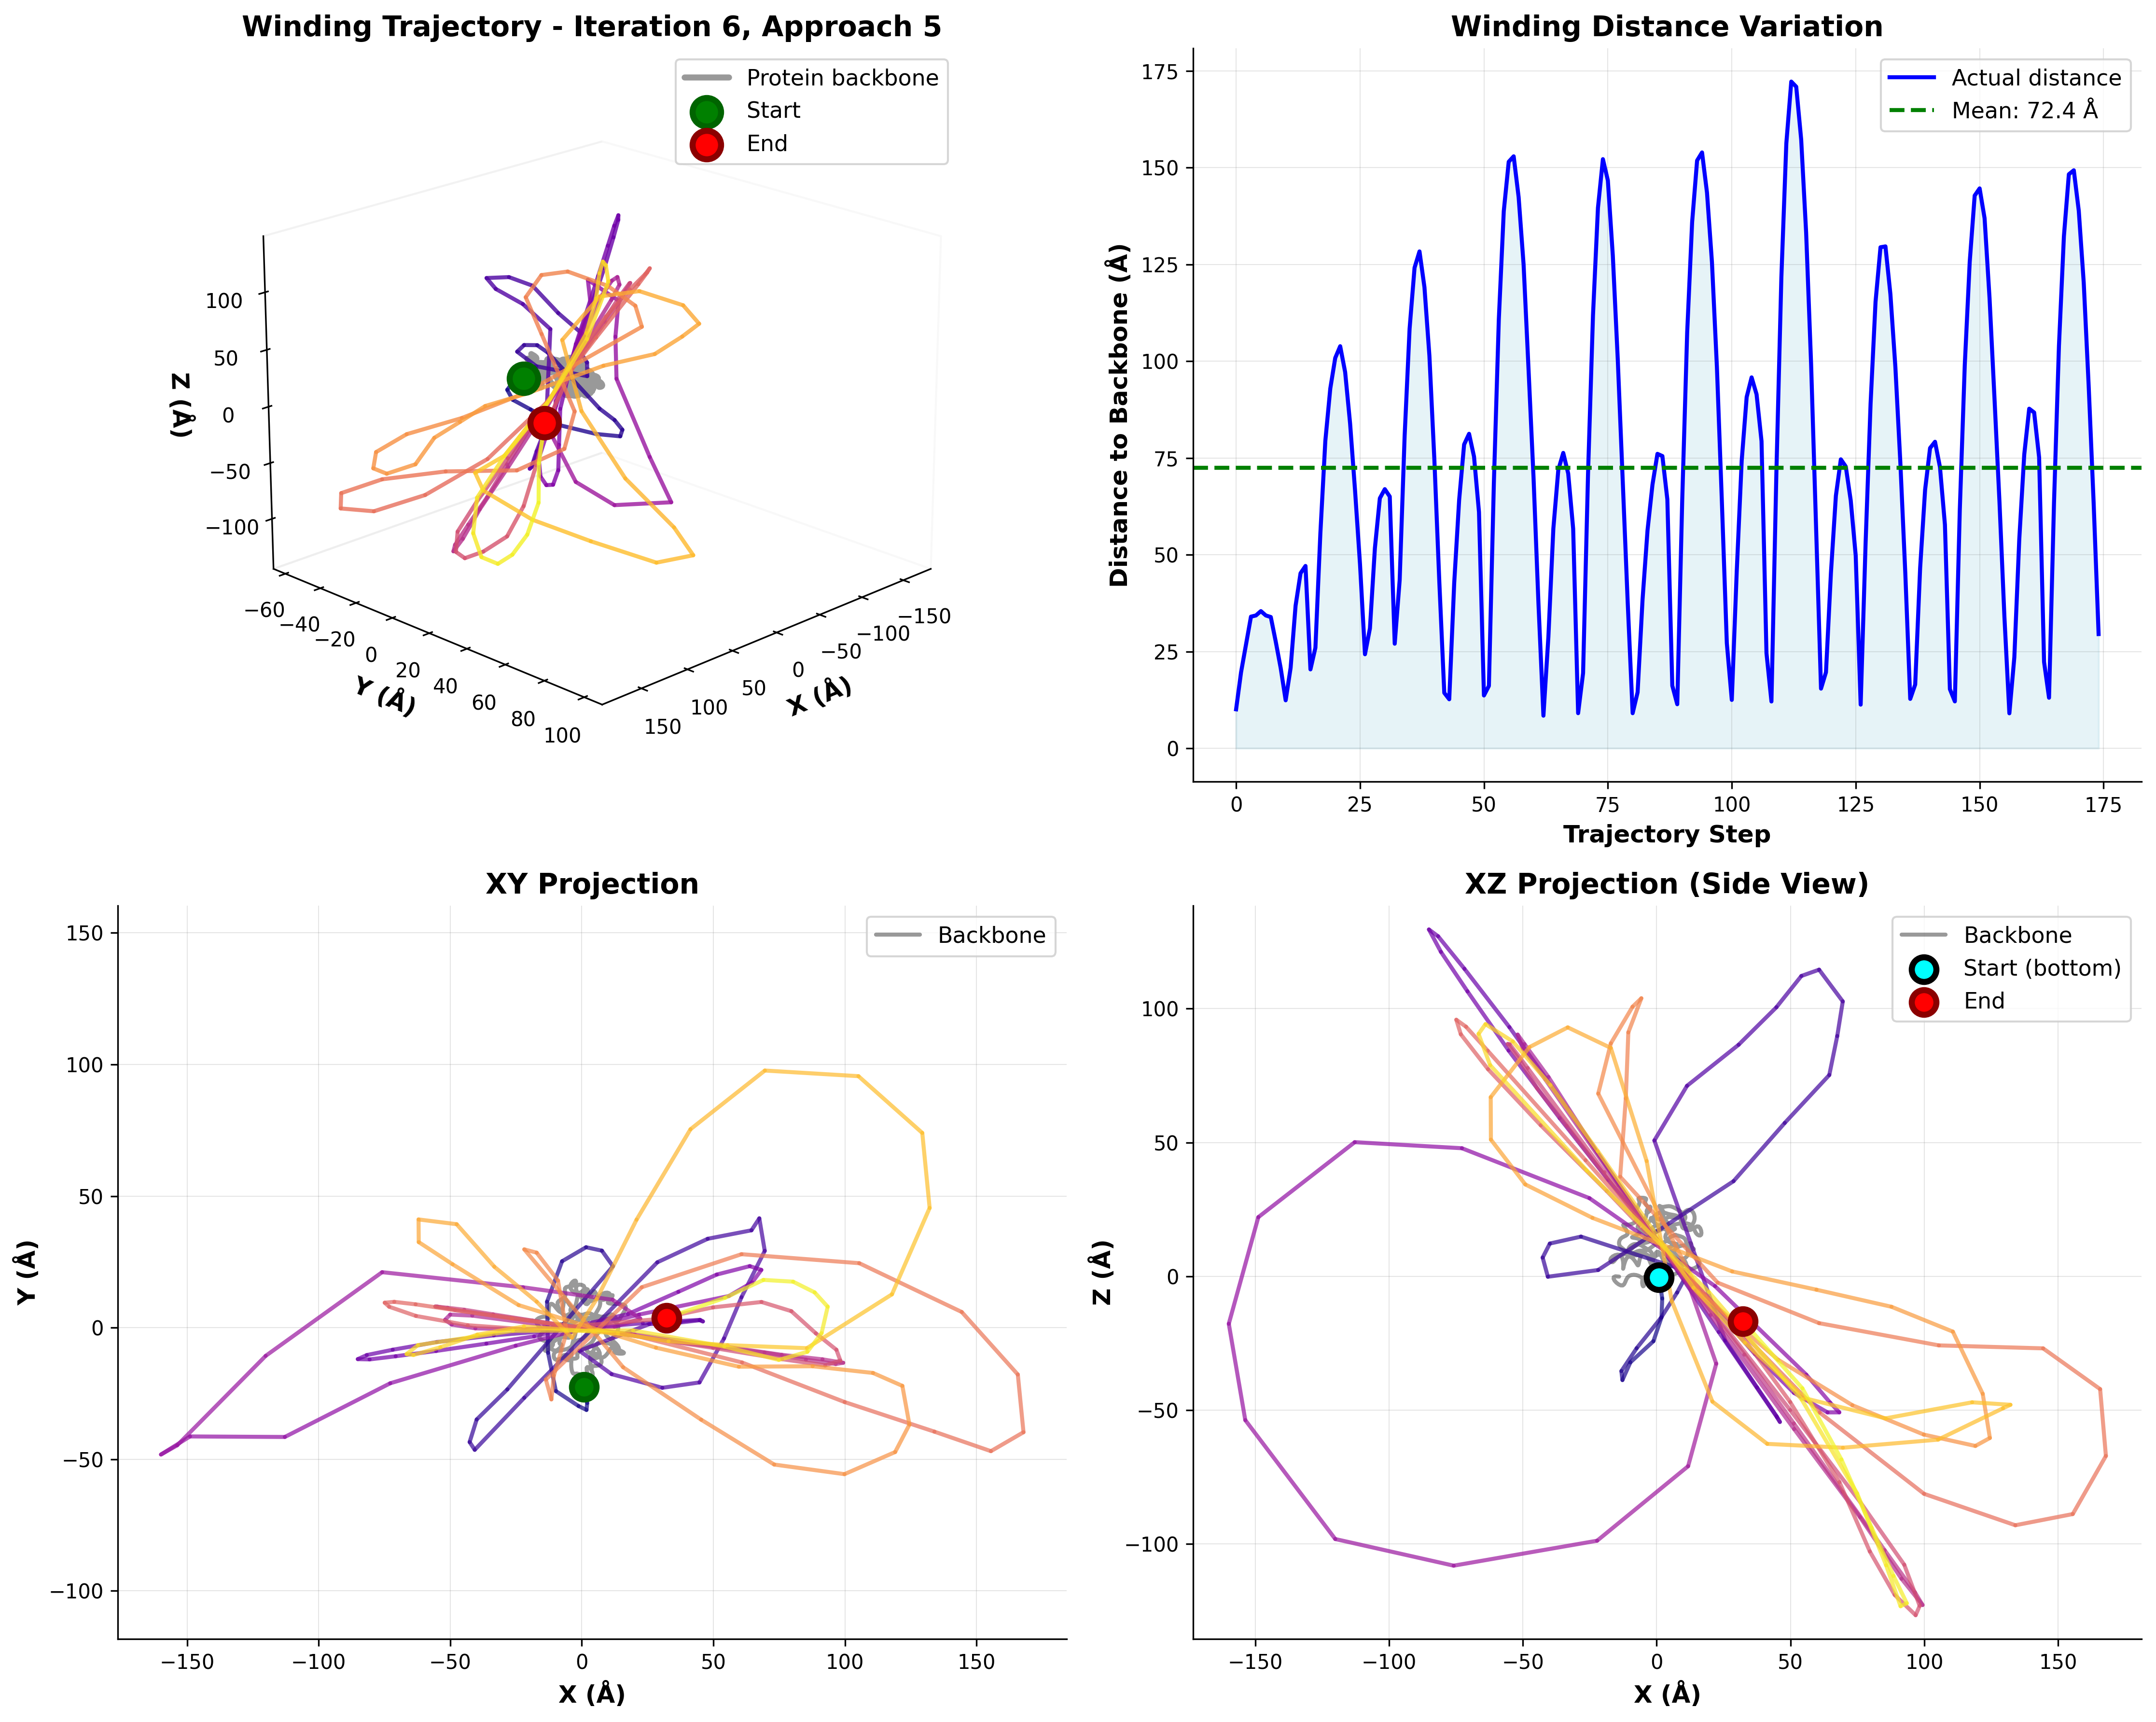 Winding Trajectory - Iteration 6, Approach 5
Protein backbone
Start
End
100
50
0
−50
−100
Z (Å)
−60
−40
−20
0
20
40
60
80
100
Y (Å)
150
100
50
0
−50
−100
−150
X (Å)
Winding Distance Variation
Actual distance
Mean: 72.4 Å
175
150
125
100
75
50
25
0
Distance to Backbone (Å)
0 25 50 75 100 125 150 175
Trajectory Step
XY Projection
Backbone
150
100
50
0
−50
−100
Y (Å)
−150 −100 −50 0 50 100 150
X (Å)
XZ Projection (Side View)
Backbone
Start (bottom)
End
100
50
0
−50
−100
Z (Å)
−150 −100 −50 0 50 100 150
X (Å)